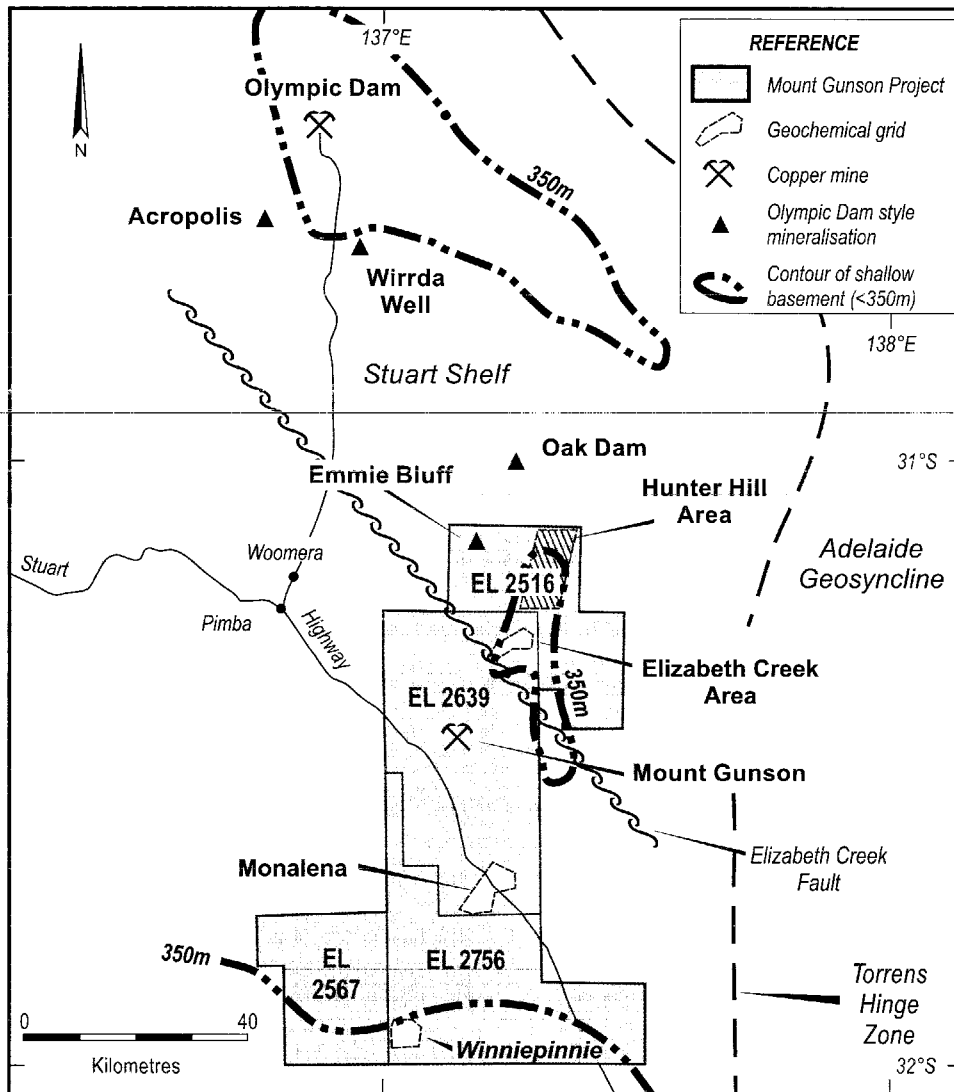 137°E
REFERENCE
Mount Gunson Project
Geochemical grid
Copper mine
Olympic Dam style
mineralisation
Contour of shallow
basement (<350m)
N
Olympic Dam
350m
Acropolis
Wirrda
Well
138°E
Stuart Shelf
Oak Dam
31°S
Emmie Bluff
Hunter Hill
Area
Adelaide
Geosyncline
Stuart
Woomera
Pimba
Highway
EL 2516
Elizabeth Creek
Area
350m
EL 2639
Mount Gunson
Elizabeth Creek
Fault
Monalena
350m
EL
2567
EL 2756
Torrens
Hinge
Zone
0
40
Kilometres
Winniepinnie
32°S